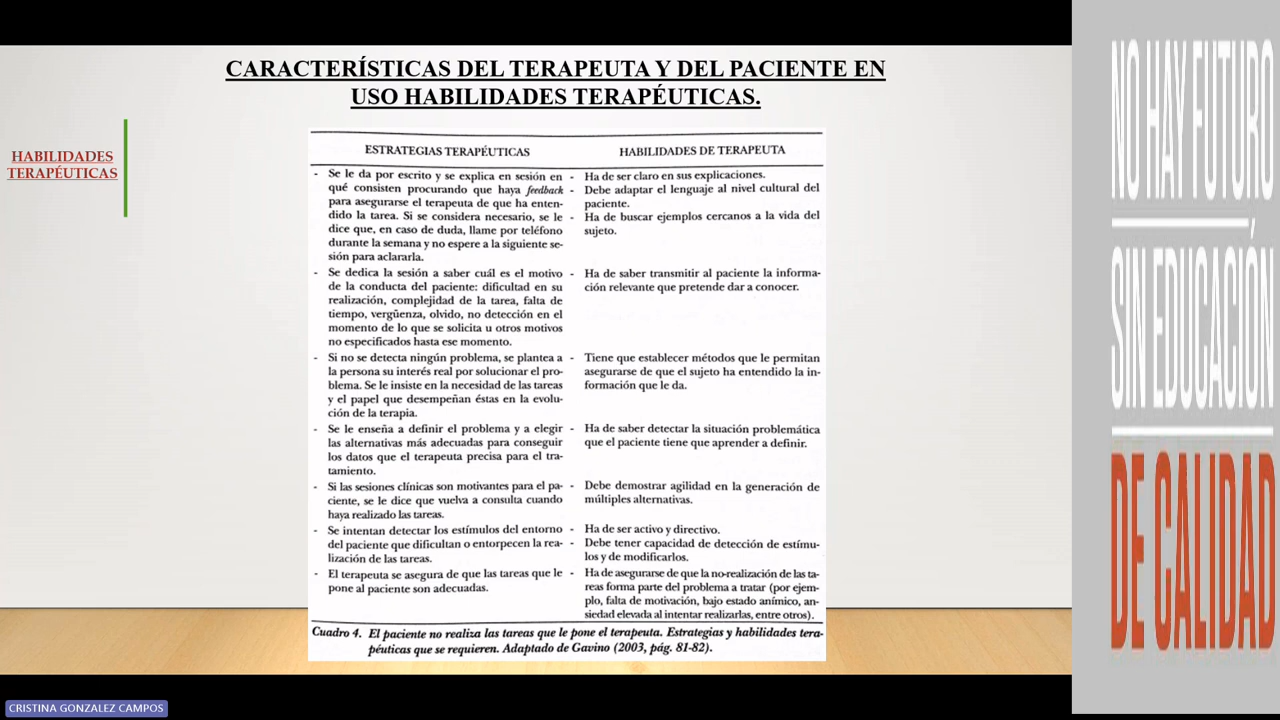 CARACTERÍSTICAS DEL TERAPEUTA Y DEL PACIENTE EN
USO HABILIDADES TERAPÉUTICAS.
HABILIDADES
TERAPÉUTICAS
ESTRATEGIAS TERAPÉUTICAS
- Se le da por escrito y se explica en sesión en
qué consisten procurando que haya feedback
para asegurarse el terapeuta de que ha enten-
dido la tarea. Si se considera necesario, se le
dice que, en caso de duda, llame por teléfono
durante la semana y no espere a la siguiente se-
sión para aclararla.
- Se dedica la sesión a saber cuál es el motivo
de la conducta del paciente: dificultad en su
realización, complejidad de la tarea, falta de
tiempo, vergüenza, olvido, no detección en el
momento de lo que se solicita u otros motivos
no especificados hasta ese momento.
- Si no se detecta ningún problema, se plantea a
la persona su interés real por solucionar el pro-
blema. Se le insiste en la necesidad de las tareas
y el papel que desempeñan éstas en la evolu-
ción de la terapia.
- Se le enseña a definir el problema y a elegir
las alternativas más adecuadas para conseguir
los datos que el terapeuta precisa para el tra-
tamiento.
- Si las sesiones clínicas son motivantes para el pa-
ciente, se le dice que vuelva a consulta cuando
haya realizado las tareas.
- Se intentan detectar los estímulos del entorno
del paciente que dificultan o entorpecen la rea-
lización de las tareas.
- El terapeuta se asegura de que las tareas que le
pone al paciente son adecuadas.
HABILIDADES DE TERAPEUTA
- Ha de ser claro en sus explicaciones.
- Debe adaptar el lenguaje al nivel cultural del
paciente.
- Ha de buscar ejemplos cercanos a la vida del
sujeto.
- Ha de saber transmitir al paciente la informa-
ción relevante que pretende dar a conocer.
- Tiene que establecer métodos que le permitan
asegurarse de que el sujeto ha entendido la in-
formación que le da.
- Ha de saber detectar la situación problemática
que el paciente tiene que aprender a definir.
- Debe demostrar agilidad en la generación de
múltiples alternativas.
- Ha de ser activo y directivo.
- Debe tener capacidad de detección de estímu-
los y de modificarlos.
- Ha de asegurarse de que la no-realización de las ta-
reas forma parte del problema a tratar (por ejem-
plo, falta de motivación, bajo estado anímico, an-
siedad elevada al intentar realizarlas, entre otros).
Cuadro 4. El paciente no realiza las tareas que le pone el terapeuta. Estrategias y habilidades tera-
péuticas que se requieren. Adaptado de Gavino (2003, pág. 81-82).
NO HAY FUTURO
SIN EDUCACIÓN
DE CALIDAD
CRISTINA GONZALEZ CAMPOS